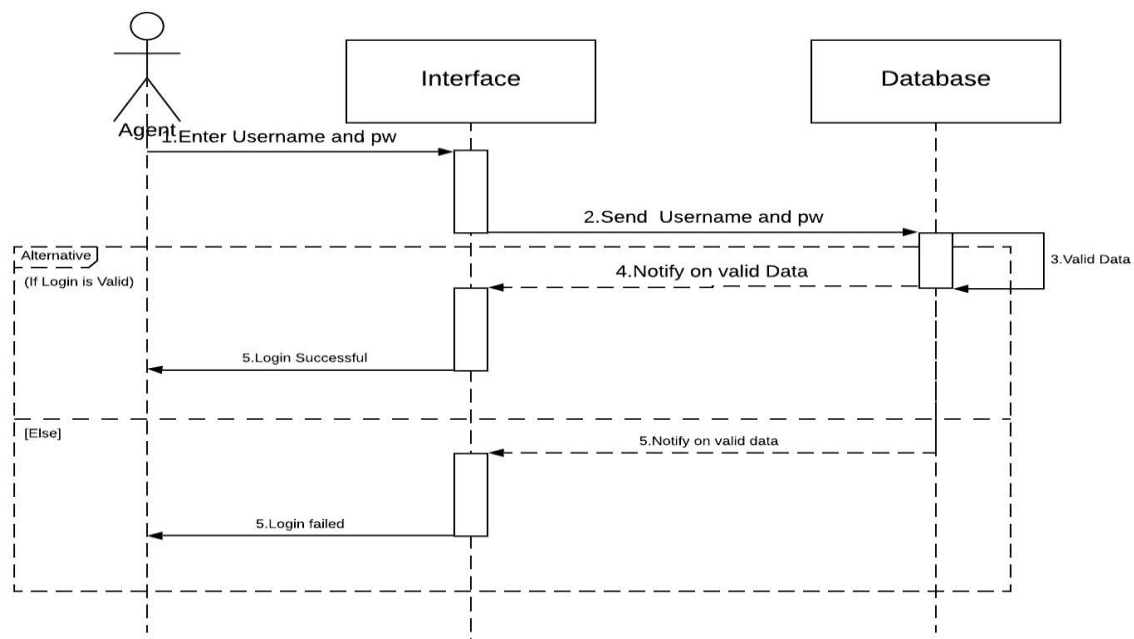 Interface
Database
Agent
1.Enter Username and pw
2.Send  Username and pw
Alternative
(If Login is Valid)
3.Valid Data
4.Notify on valid Data
5.Login Successful
[Else]
5.Notify on valid data
5.Login failed